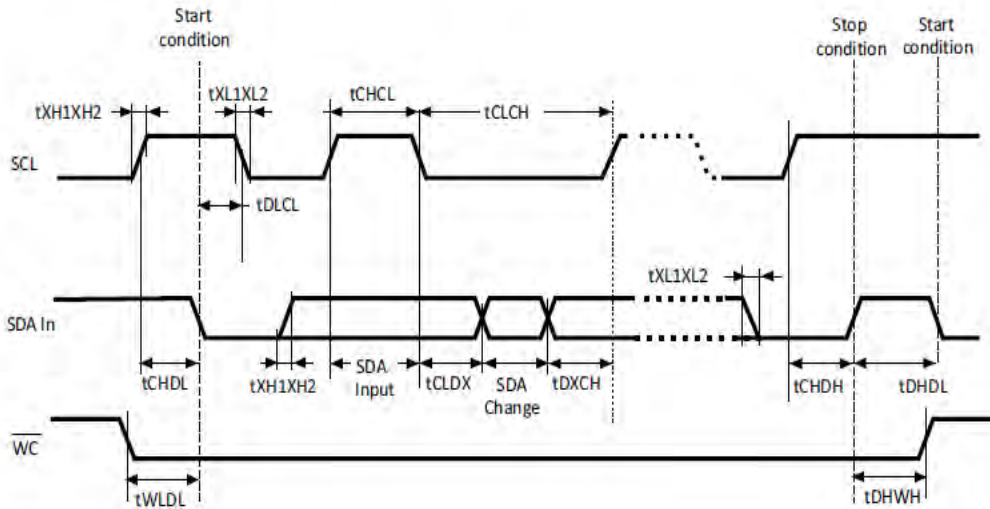 Start
condition
Stop
condition
Start
condition
tXH1XH2
tXL1XL2
tCHCL
tCLCH
SCL
tDLCL
tXL1XL2
SDA In
tCHDL
tXH1XH2
SDA
Input
tCLDX
SDA
Change
tDXCH
tCHDH
tDHDL
WC
tWLDL
tDHWH